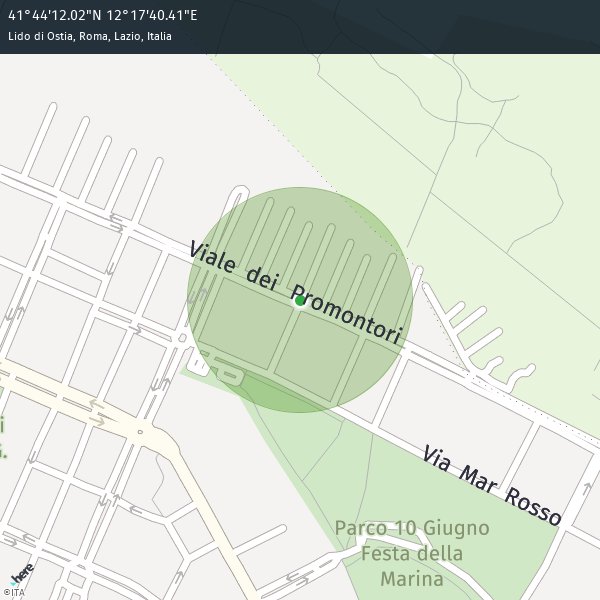 41°44'12.02"N 12°17'40.41"E
Lido di Ostia, Roma, Lazio, Italia
Viale dei Promontori
Via Mar Rosso
Parco 10 Giugno
Festa della
Marina
here
©ITA